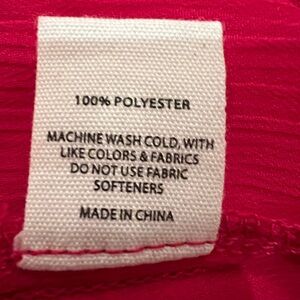 100% POLYESTER
MACHINE WASH COLD, WITH
LIKE COLORS & FABRICS
DO NOT USE FABRIC
SOFTENERS
MADE IN CHINA